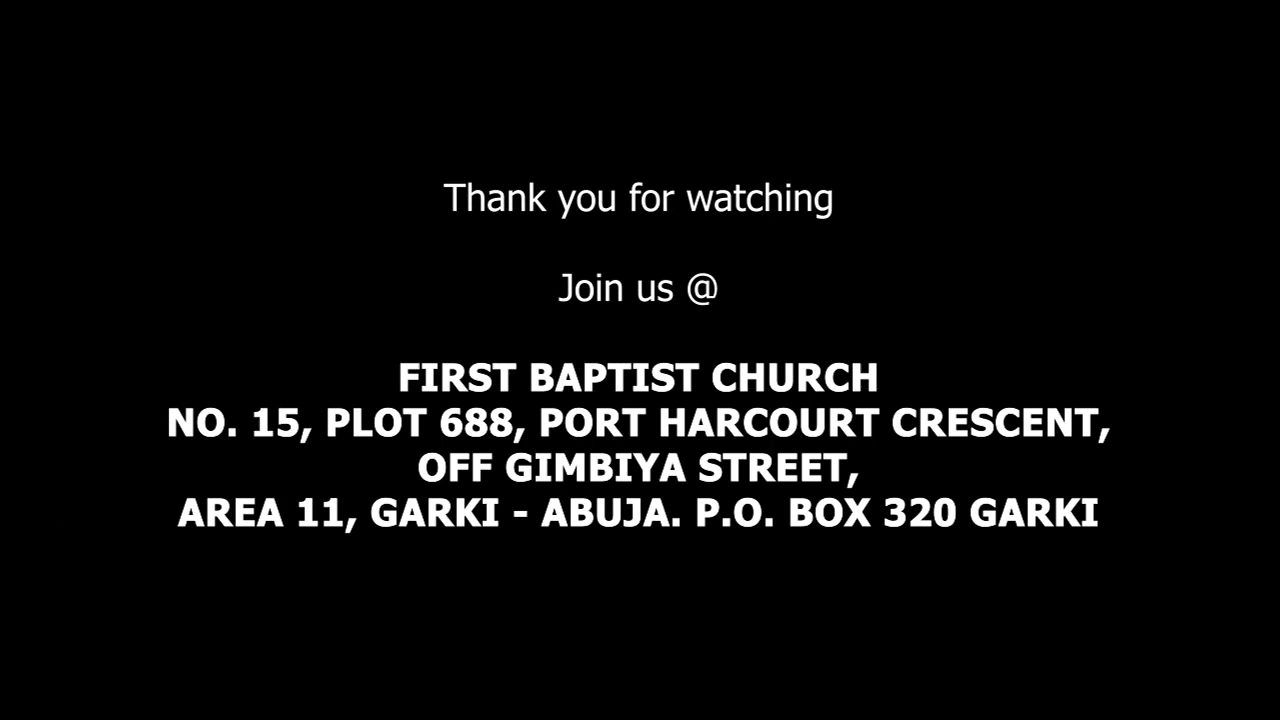 Thank you for watching
Join us @
FIRST BAPTIST CHURCH
NO. 15, PLOT 688, PORT HARCOURT CRESCENT,
OFF GIMBIYA STREET,
AREA 11, GARKI - ABUJA. P.O. BOX 320 GARKI